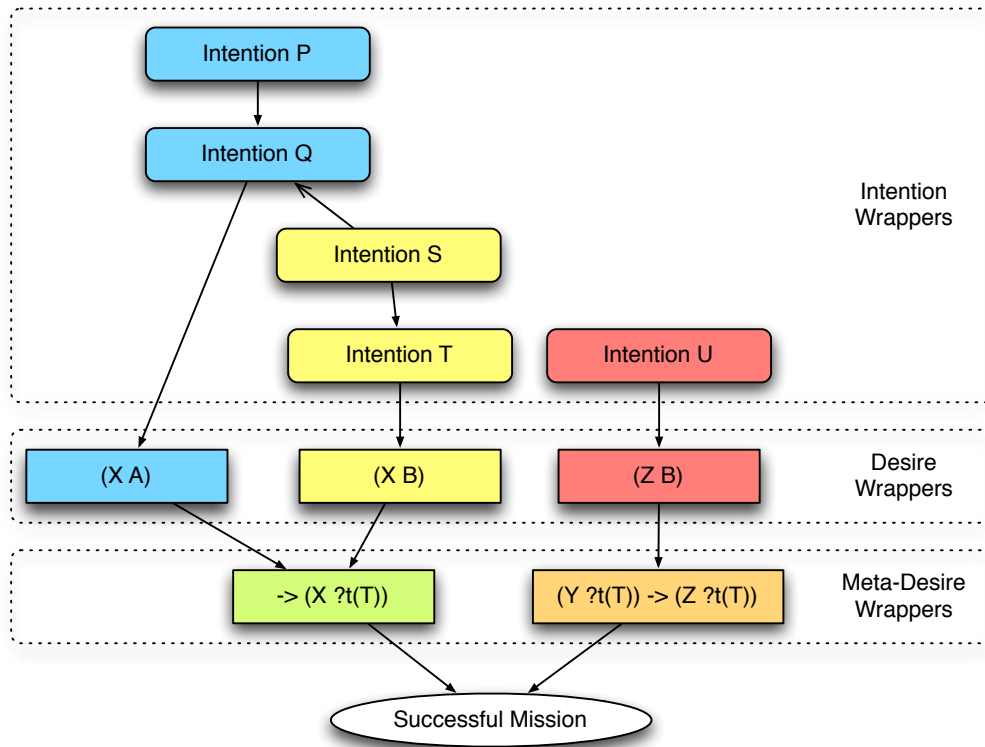 Intention P
Intention Q
Intention
Wrappers
Intention S
Intention T
Intention U
(X A)
(X B)
(Z B)
Desire
Wrappers
-> (X ?t(T))
(Y ?t(T)) -> (Z ?t(T))
Meta-Desire
Wrappers
Successful Mission